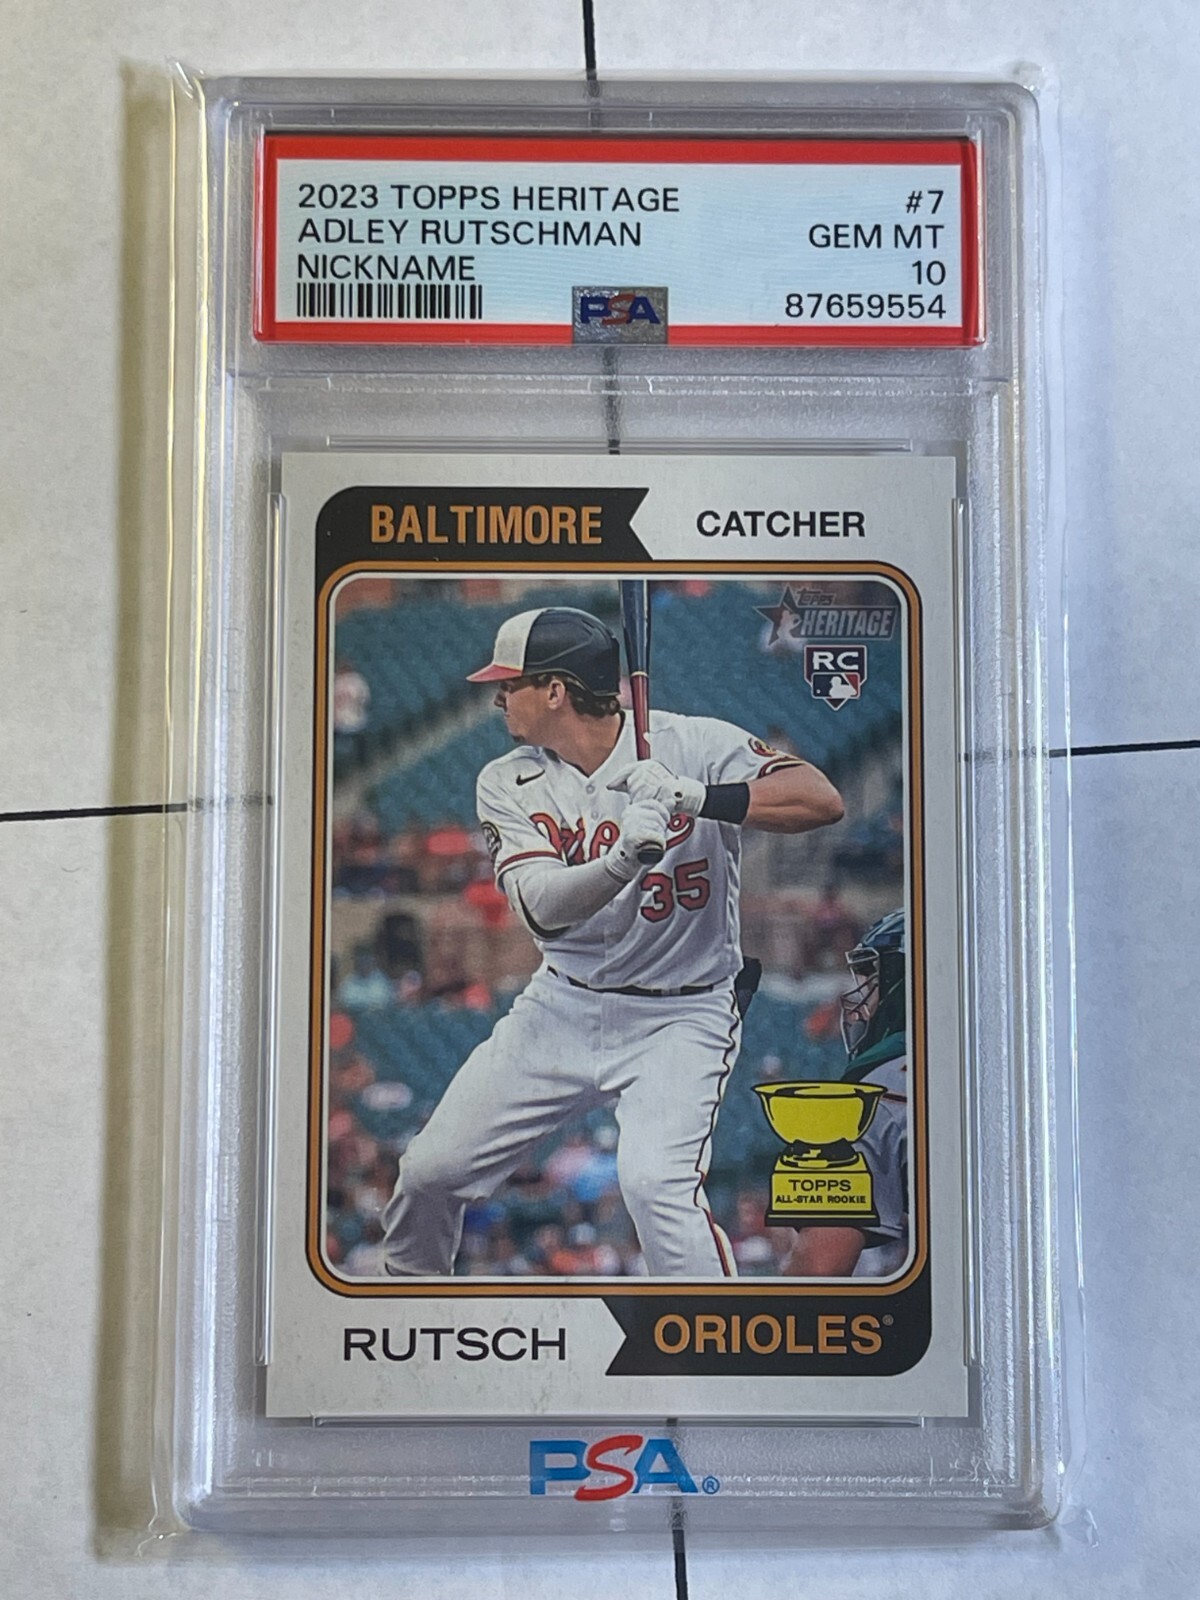 2023 TOPPS HERITAGE #7
ADLEY RUTSCHMAN GEM MT
NICKNAME 10
87659554
PSA
BALTIMORE CATCHER
TOPPS
HERITAGE
RC
Orioles
35
TOPPS
ALL-STAR ROOKIE
RUTSCH ORIOLES®
PSA®